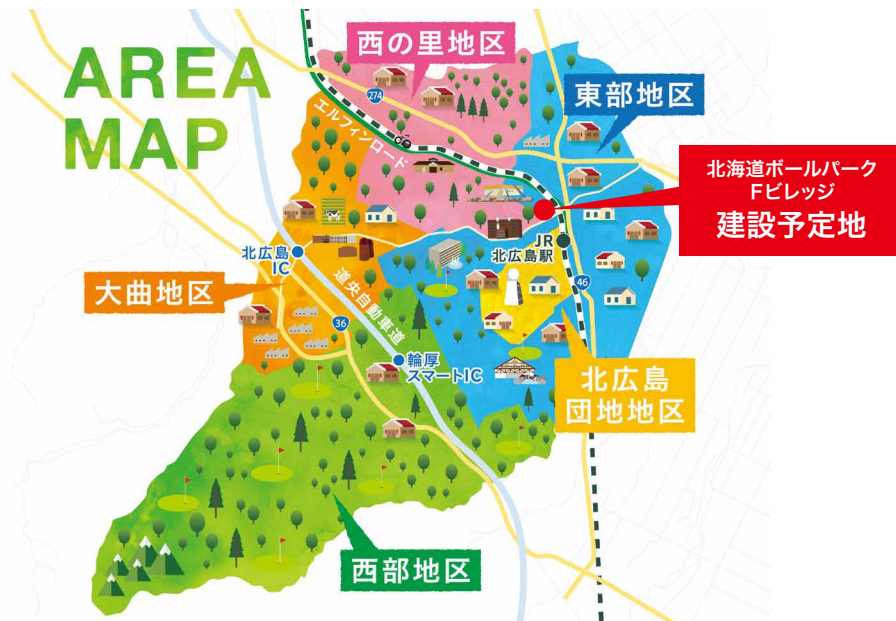 AREA
MAP
西の里地区
274
エルフィンロード
東部地区
北海道ボールパーク
Fビレッジ
建設予定地
JR
北広島駅
北広島
IC
大曲地区
道央自動車道
36
46
輪厚
スマートIC
北広島
団地地区
西部地区